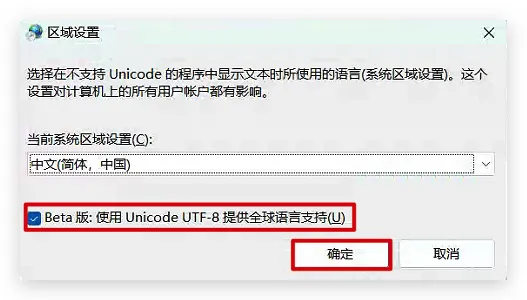 区域设置
选择在不支持 Unicode 的程序中显示文本时所使用的语言(系统区域设置)。这个
设置对计算机上的所有用户帐户都有影响。
当前系统区域设置(C):
中文(简体，中国)
Beta 版: 使用 Unicode UTF-8 提供全球语言支持(U)
确定
取消